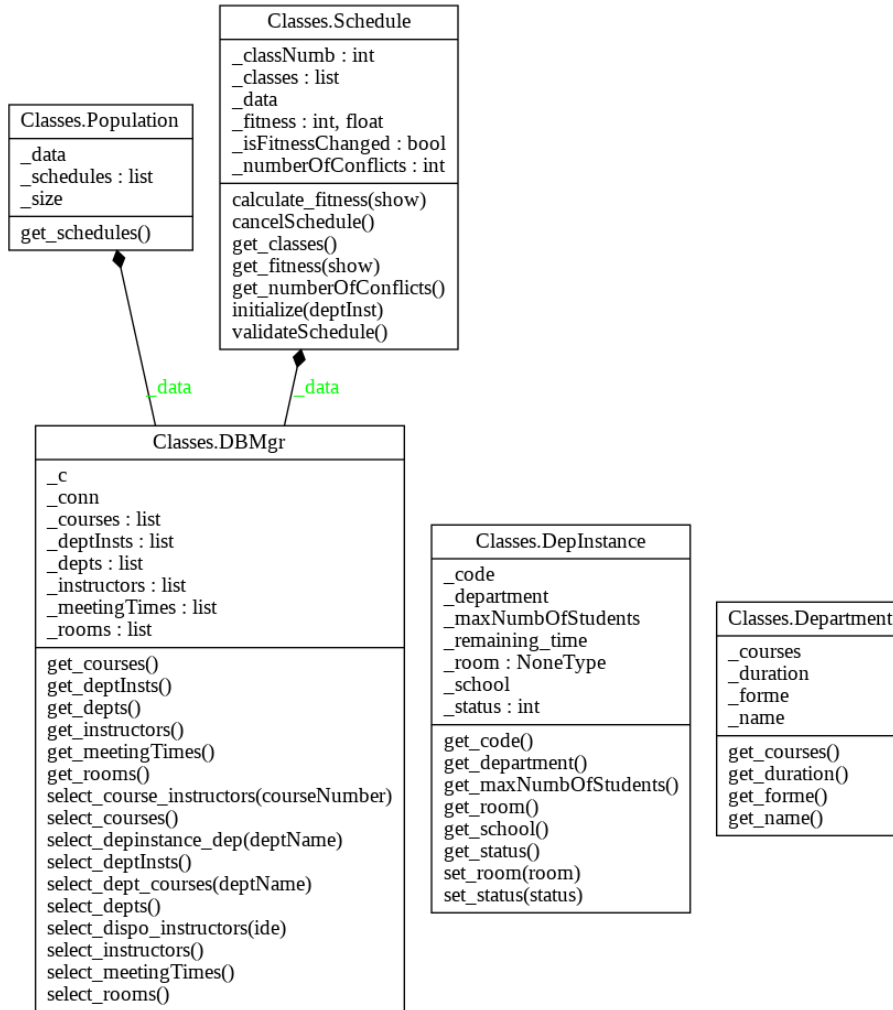 Classes.Schedule
_classNumb : int
_classes : list
_data
_fitness : int, float
_isFitnessChanged : bool
_numberOfConflicts : int
calculate_fitness(show)
cancelSchedule()
get_classes()
get_fitness(show)
get_numberOfConflicts()
initialize(deptInst)
validateSchedule()
Classes.Population
_data
_schedules : list
_size
get_schedules()
_data
_data
Classes.DBMgr
_c
_conn
_courses : list
_deptInsts : list
_depts : list
_instructors : list
_meetingTimes : list
_rooms : list
get_courses()
get_deptInsts()
get_depts()
get_instructors()
get_meetingTimes()
get_rooms()
select_course_instructors(courseNumber)
select_courses()
select_depinstance_dep(deptName)
select_deptInsts()
select_dept_courses(deptName)
select_depts()
select_dispo_instructors(ide)
select_instructors()
select_meetingTimes()
select_rooms()
Classes.DepInstance
_code
_department
_maxNumbOfStudents
_remaining_time
_room : NoneType
_school
_status : int
get_code()
get_department()
get_maxNumbOfStudents()
get_room()
get_school()
get_status()
set_room(room)
set_status(status)
Classes.Department
_courses
_duration
_forme
_name
get_courses()
get_duration()
get_forme()
get_name()